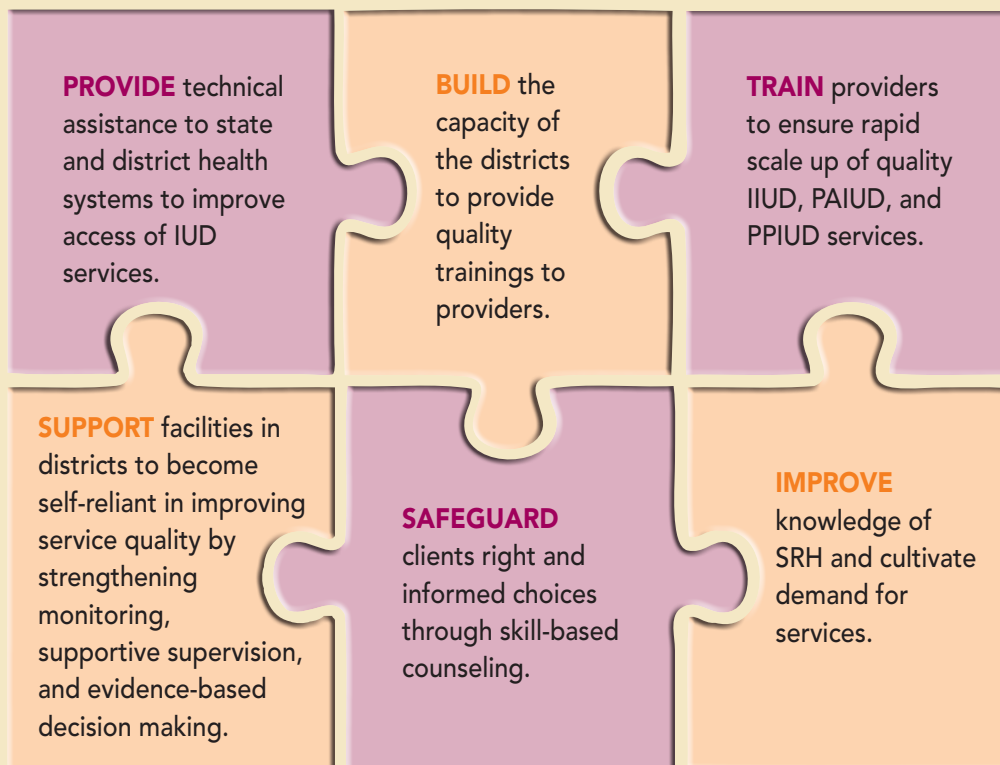 PROVIDE technical
assistance to state
and district health
systems to improve
access of IUD
services.
BUILD the
capacity of
the districts
to provide
quality
trainings to
providers.
TRAIN providers
to ensure rapid
scale up of quality
IIUD, PAIUD, and
PPIUD services.
SUPPORT facilities in
districts to become
self-reliant in improving
service quality by
strengthening
monitoring,
supportive supervision,
and evidence-based
decision making.
SAFEGUARD
clients right and
informed choices
through skill-based
counseling.
IMPROVE
knowledge of
SRH and cultivate
demand for
services.